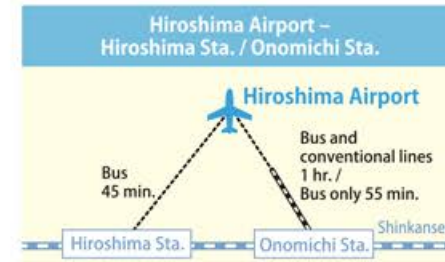 Hiroshima Airport –
Hiroshima Sta. / Onomichi Sta.
Hiroshima Airport
Bus
45 min.
Bus and
conventional lines
1 hr. /
Bus only 55 min.
Shinkanse
Hiroshima Sta.
Onomichi Sta.